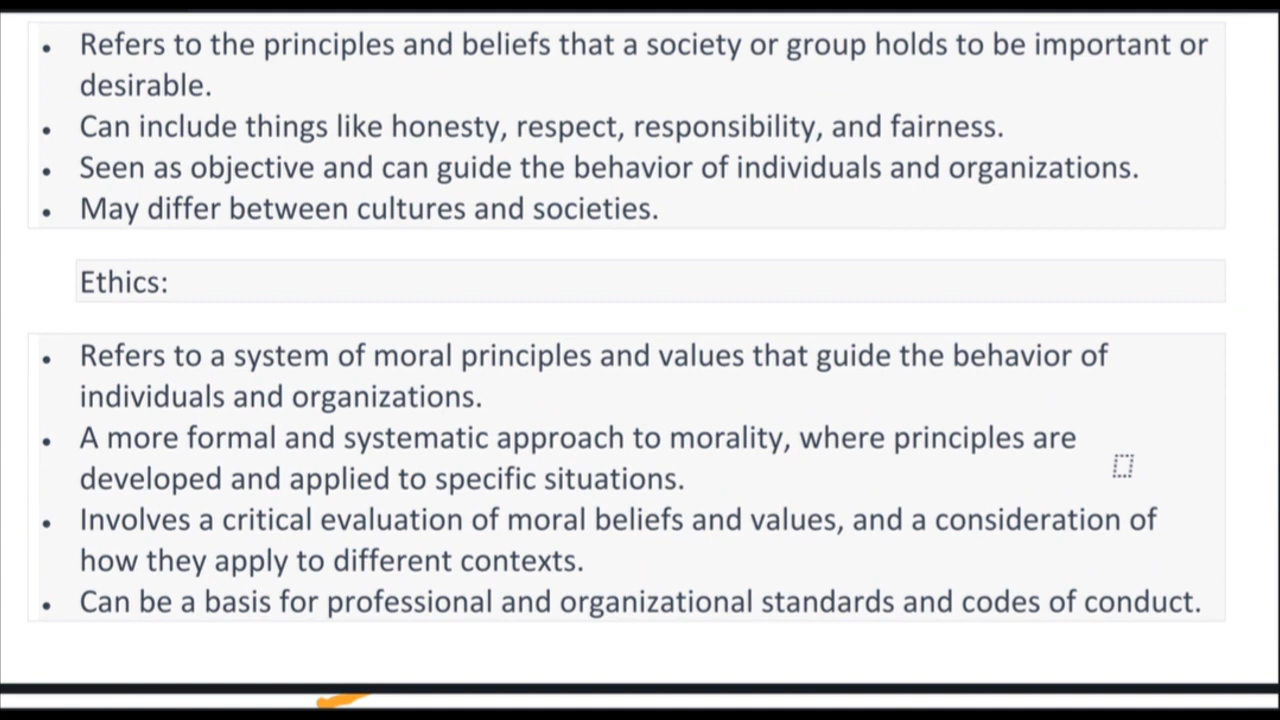 • Refers to the principles and beliefs that a society or group holds to be important or
desirable.
• Can include things like honesty, respect, responsibility, and fairness.
• Seen as objective and can guide the behavior of individuals and organizations.
• May differ between cultures and societies.
Ethics:
• Refers to a system of moral principles and values that guide the behavior of
individuals and organizations.
• A more formal and systematic approach to morality, where principles are
developed and applied to specific situations.
• Involves a critical evaluation of moral beliefs and values, and a consideration of
how they apply to different contexts.
• Can be a basis for professional and organizational standards and codes of conduct.